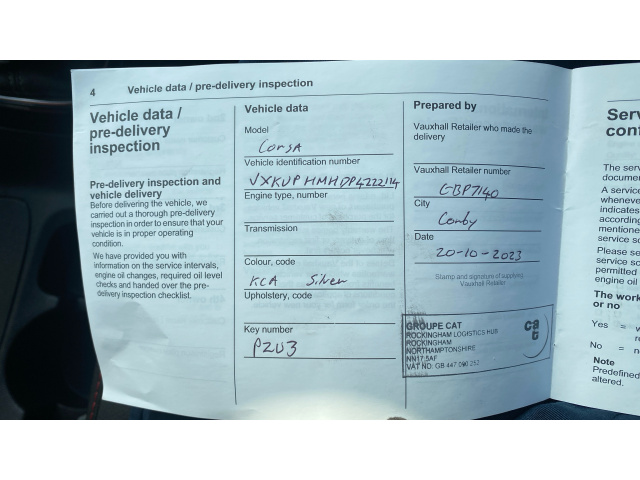 4 Vehicle data / pre-delivery inspection
Vehicle data /
pre-delivery
inspection
Pre-delivery inspection and
vehicle delivery
Before delivering the vehicle, we
carried out a thorough pre-delivery
inspection in order to ensure that your
vehicle is in proper operating
condition.
We have provided you with
information on the service intervals,
engine oil changes, required oil level
checks and handed over the pre-
delivery inspection checklist.
Vehicle data
Model
Corsa
Vehicle identification number
VXKUPHMHDP4222114
Engine type, number
Transmission
Colour, code
KCA Silver
Upholstery, code
Key number
PZU3
Prepared by
Vauxhall Retailer who made the
delivery
Vauxhall Retailer number
GBP7140
City
Corby
Date
20-10-2023
Stamp and signature of supplying
Vauxhall Retailer
GROUPE CAT
ROCKINGHAM LOGISTICS HUB
ROCKINGHAM
NORTHAMPTONSHIRE
NN17 5AF
VAT NO. GB 447 090 252
cat
Serv
conf
The serv
documen
A service
whenever
indicates
according
mentione
service sc
Please se
service sc
permitted
engine oil
The work
or no
Yes = v
re
No = n
Note
Predefined
altered.